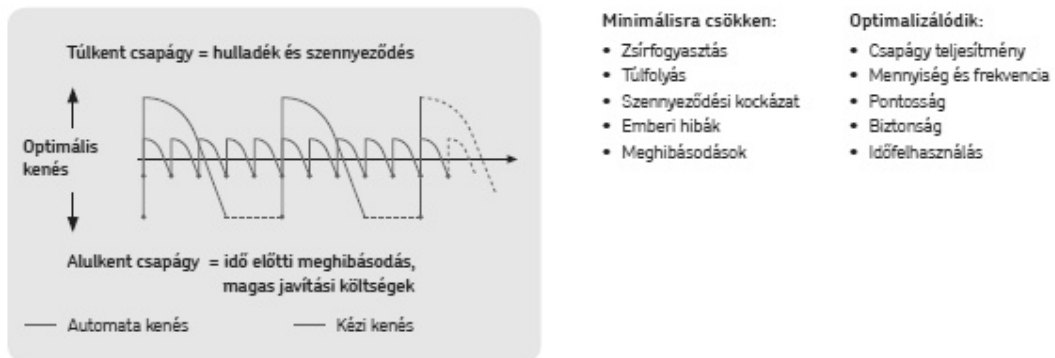 Túlkent csapágy = hulladék és szennyeződés
Optimális
kenés
Alulkent csapágy = idő előtti meghibásodás,
magas javítási költségek
Automata kenés
Kézi kenés
Minimálisra csökken:
• Zsírfogyasztás
• Túlfolyás
• Szennyeződési kockázat
• Emberi hibák
• Meghibásodások
Optimalizálódik:
• Csapágy teljesítmény
• Mennyiség és frekvencia
• Pontosság
• Biztonság
• Időfelhasználás